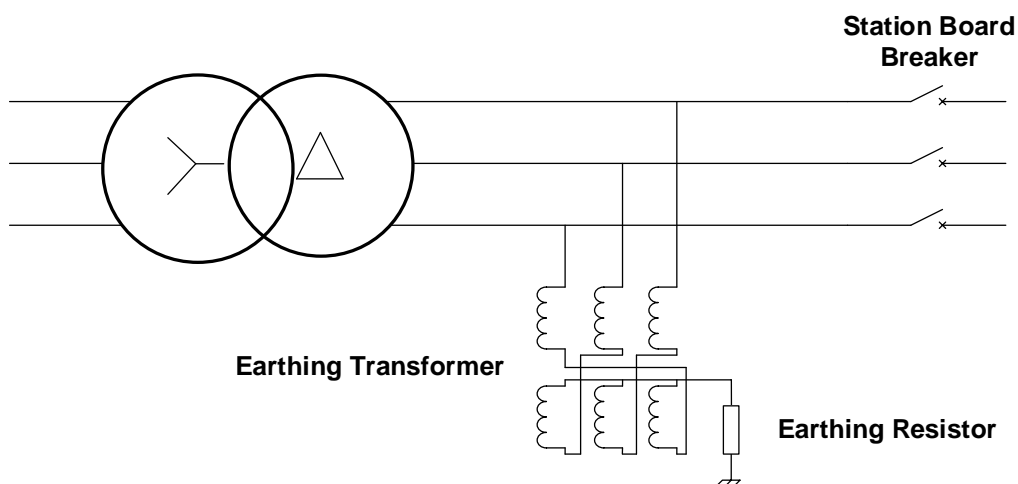 Station Board
Breaker
Earthing Transformer
Earthing Resistor